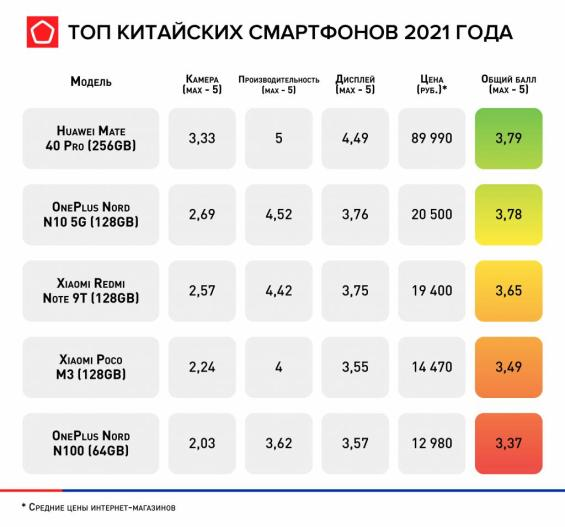 ТОП КИТАЙСКИХ СМАРТФОНОВ 2021 ГОДА
Модель Камера Производительность Дисплей Цена Общий балл
(max - 5) (max - 5) (max - 5) (руб.)* (max - 5)
Huawei Mate
40 Pro (256GB) 3,33 5 4,49 89 990 3,79
OnePlus Nord
N10 5G (128GB) 2,69 4,52 3,76 20 500 3,78
Xiaomi Redmi
Note 9T (128GB) 2,57 4,42 3,75 19 400 3,65
Xiaomi Poco
M3 (128GB) 2,24 4 3,55 14 470 3,49
OnePlus Nord
N100 (64GB) 2,03 3,62 3,57 12 980 3,37
* Средние цены интернет-магазинов